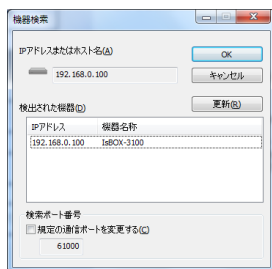 機器検索
IPアドレスまたはホスト名(A)
192.168.0.100
OK
キャンセル
検出された機器(D)
更新(R)
IPアドレス 機器名称
192.168.0.100 IsBOX-3100
検索ポート番号
規定の通信ポートを変更する(C)
61000